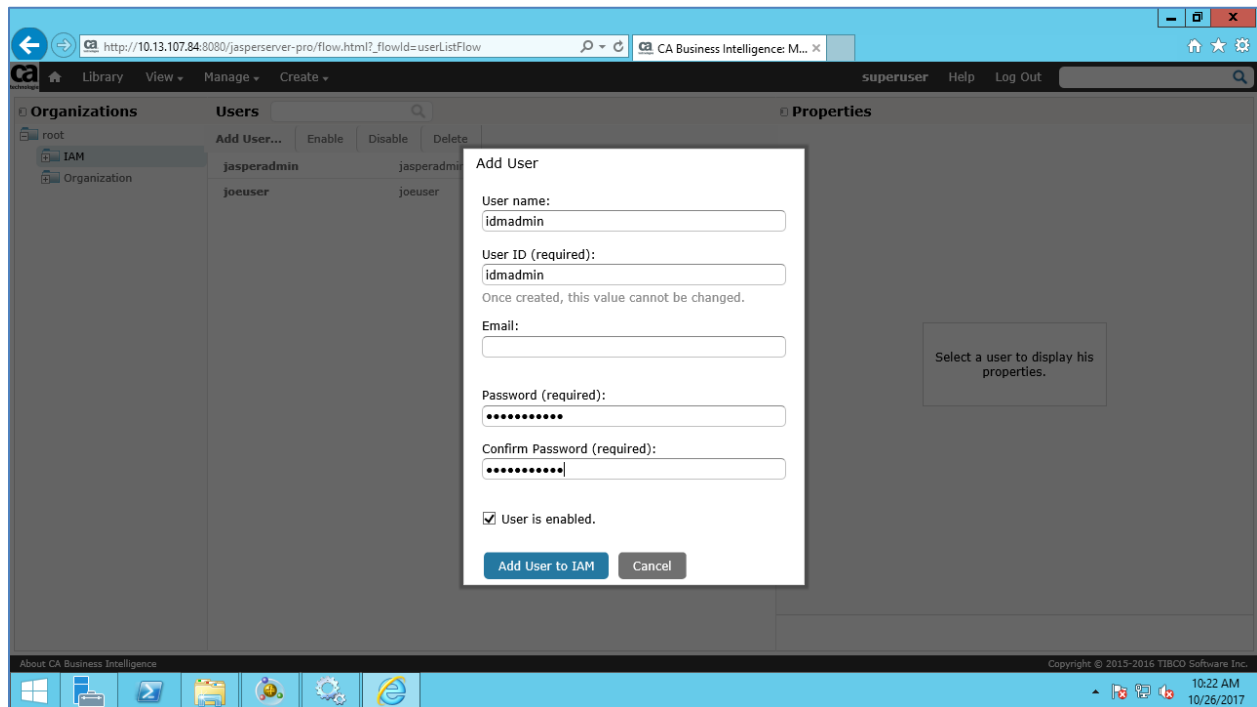 http://10.13.107.84:8080/jasperserver-pro/flow.html?_flowId=userListFlow
CA Business Intelligence: M...
ca
technologies
Library View Manage Create superuser Help Log Out
Organizations
root
IAM
Organization
Users
Add User... Enable Disable Delete
jasperadmin jasperadmin
joeuser joeuser
Add User
User name:
idmadmin
User ID (required):
idmadmin
Once created, this value cannot be changed.
Email:
Password (required):
•••••••••••
Confirm Password (required):
•••••••••••
User is enabled.
Add User to IAM Cancel
Properties
Select a user to display his
properties.
About CA Business Intelligence Copyright © 2015-2016 TIBCO Software Inc.
10:22 AM
10/26/2017